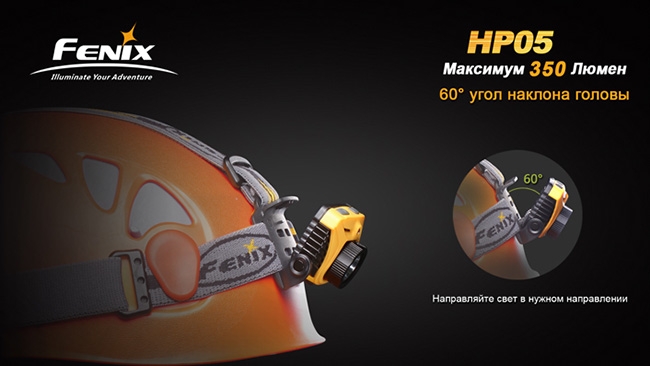 FENIX
Illuminate Your Adventure
HP05
Максимум 350 Люмен
60° угол наклона головы
60°
FENIX
Направляйте свет в нужном направлении